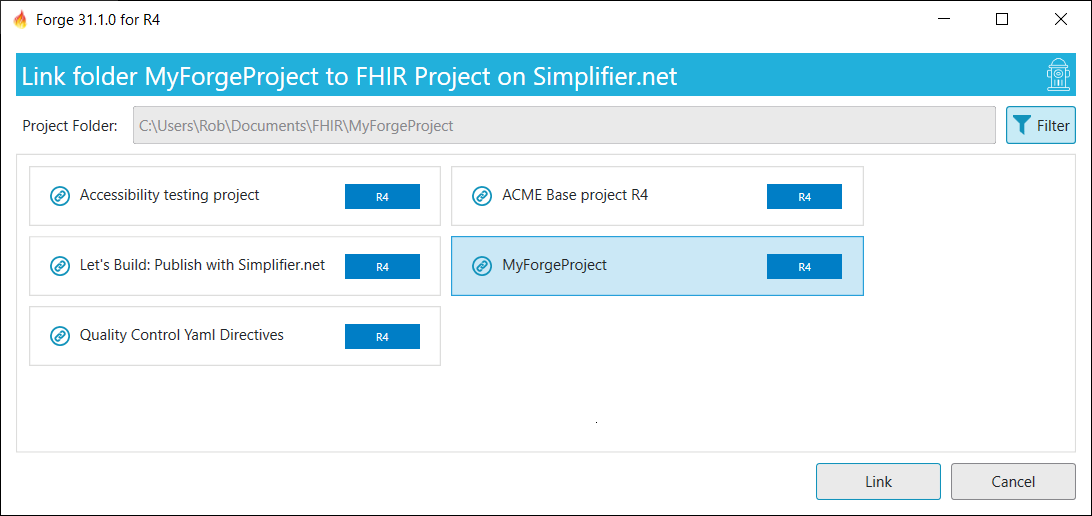 Forge 31.1.0 for R4
Link folder MyForgeProject to FHIR Project on Simplifier.net
Project Folder: C:\Users\Rob\Documents\FHIR\MyForgeProject Filter
Accessibility testing project R4 ACME Base project R4 R4
Let's Build: Publish with Simplifier.net R4 MyForgeProject R4
Quality Control Yaml Directives R4
Link Cancel